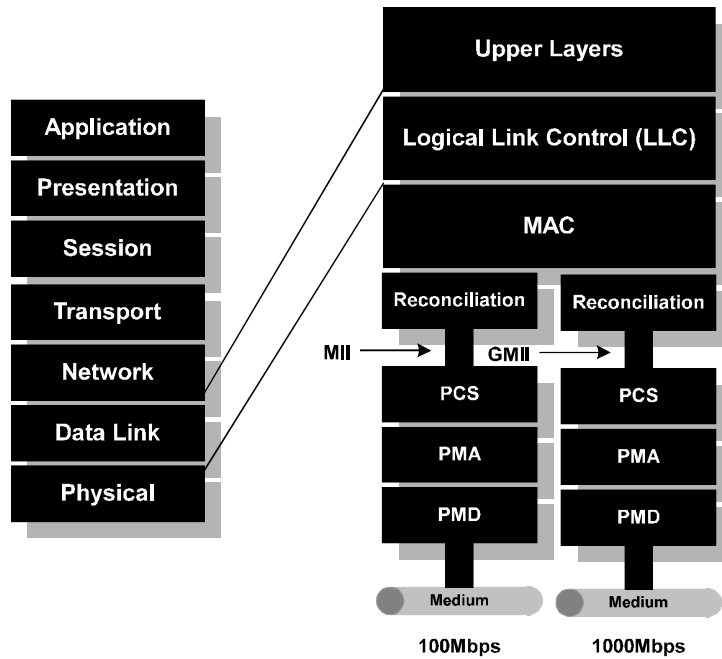 Application
Presentation
Session
Transport
Network
Data Link
Physical
Upper Layers
Logical Link Control (LLC)
MAC
Reconciliation
Reconciliation
MII
GMII
PCS
PCS
PMA
PMA
PMD
PMD
Medium
Medium
100Mbps
1000Mbps